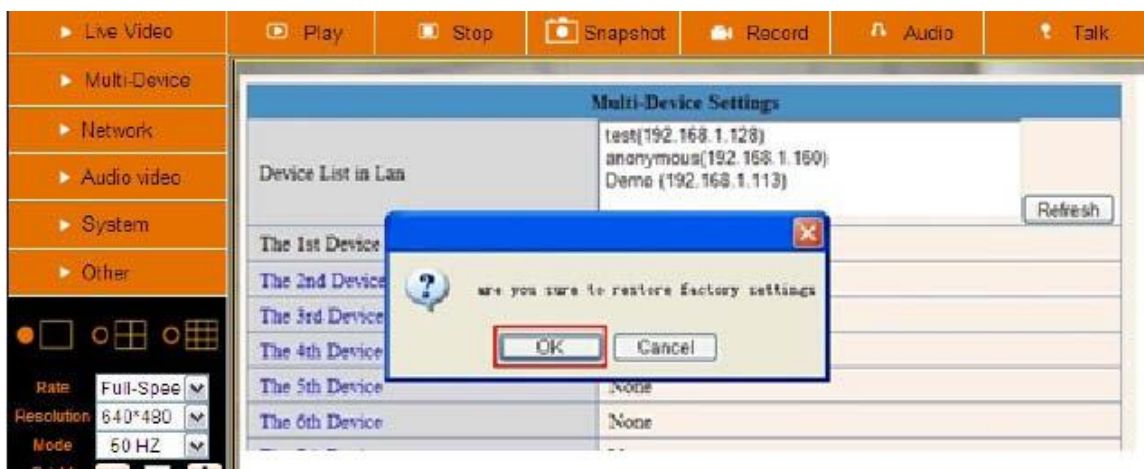 Live Video
Play
Stop
Snapshot
Record
Audio
Talk
Multi-Device
Network
Audio video
System
Other
Multi-Device Settings
Device List in Lan
test(192.168.1.128)
anonymous(192.168.1.160)
Demo (192.168.1.113)
Refresh
The 1st Device
The 2nd Device
The 3rd Device
The 4th Device
The 5th Device
None
The 6th Device
None
are you sure to restore factory settings
OK
Cancel
Rate
Full-Spee
Resolution
640*480
Mode
50 HZ